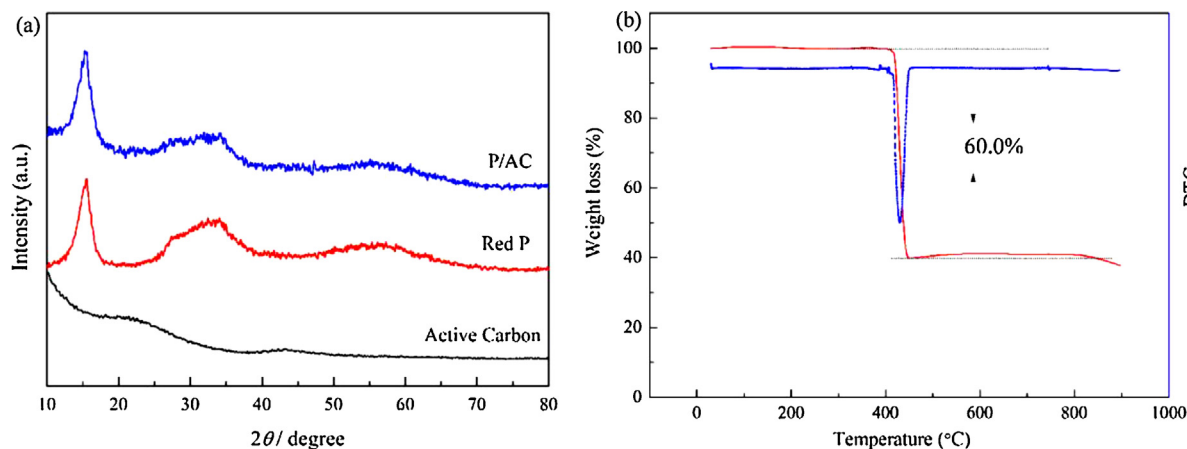 (a)
Intensity (a.u.)
P/AC
Red P
Active Carbon
10 20 30 40 50 60 70 80
2θ/ degree
(b)
Weight loss (%)
100
80
60
40
20
0
60.0%
0 200 400 600 800 1000
Temperature (°C)